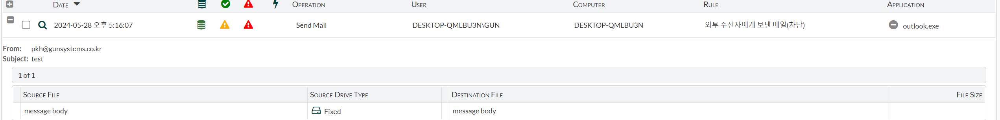 Date Operation User Computer Rule Application
2024-05-28 오후 5:16:07 Send Mail DESKTOP-QMLBU3N\GUN DESKTOP-QMLBU3N 외부 수신자에게 보낸 메일(차단) outlook.exe
From: pkh@gunsystems.co.kr
Subject: test
1 of 1
Source File Source Drive Type Destination File File Size
message body Fixed message body